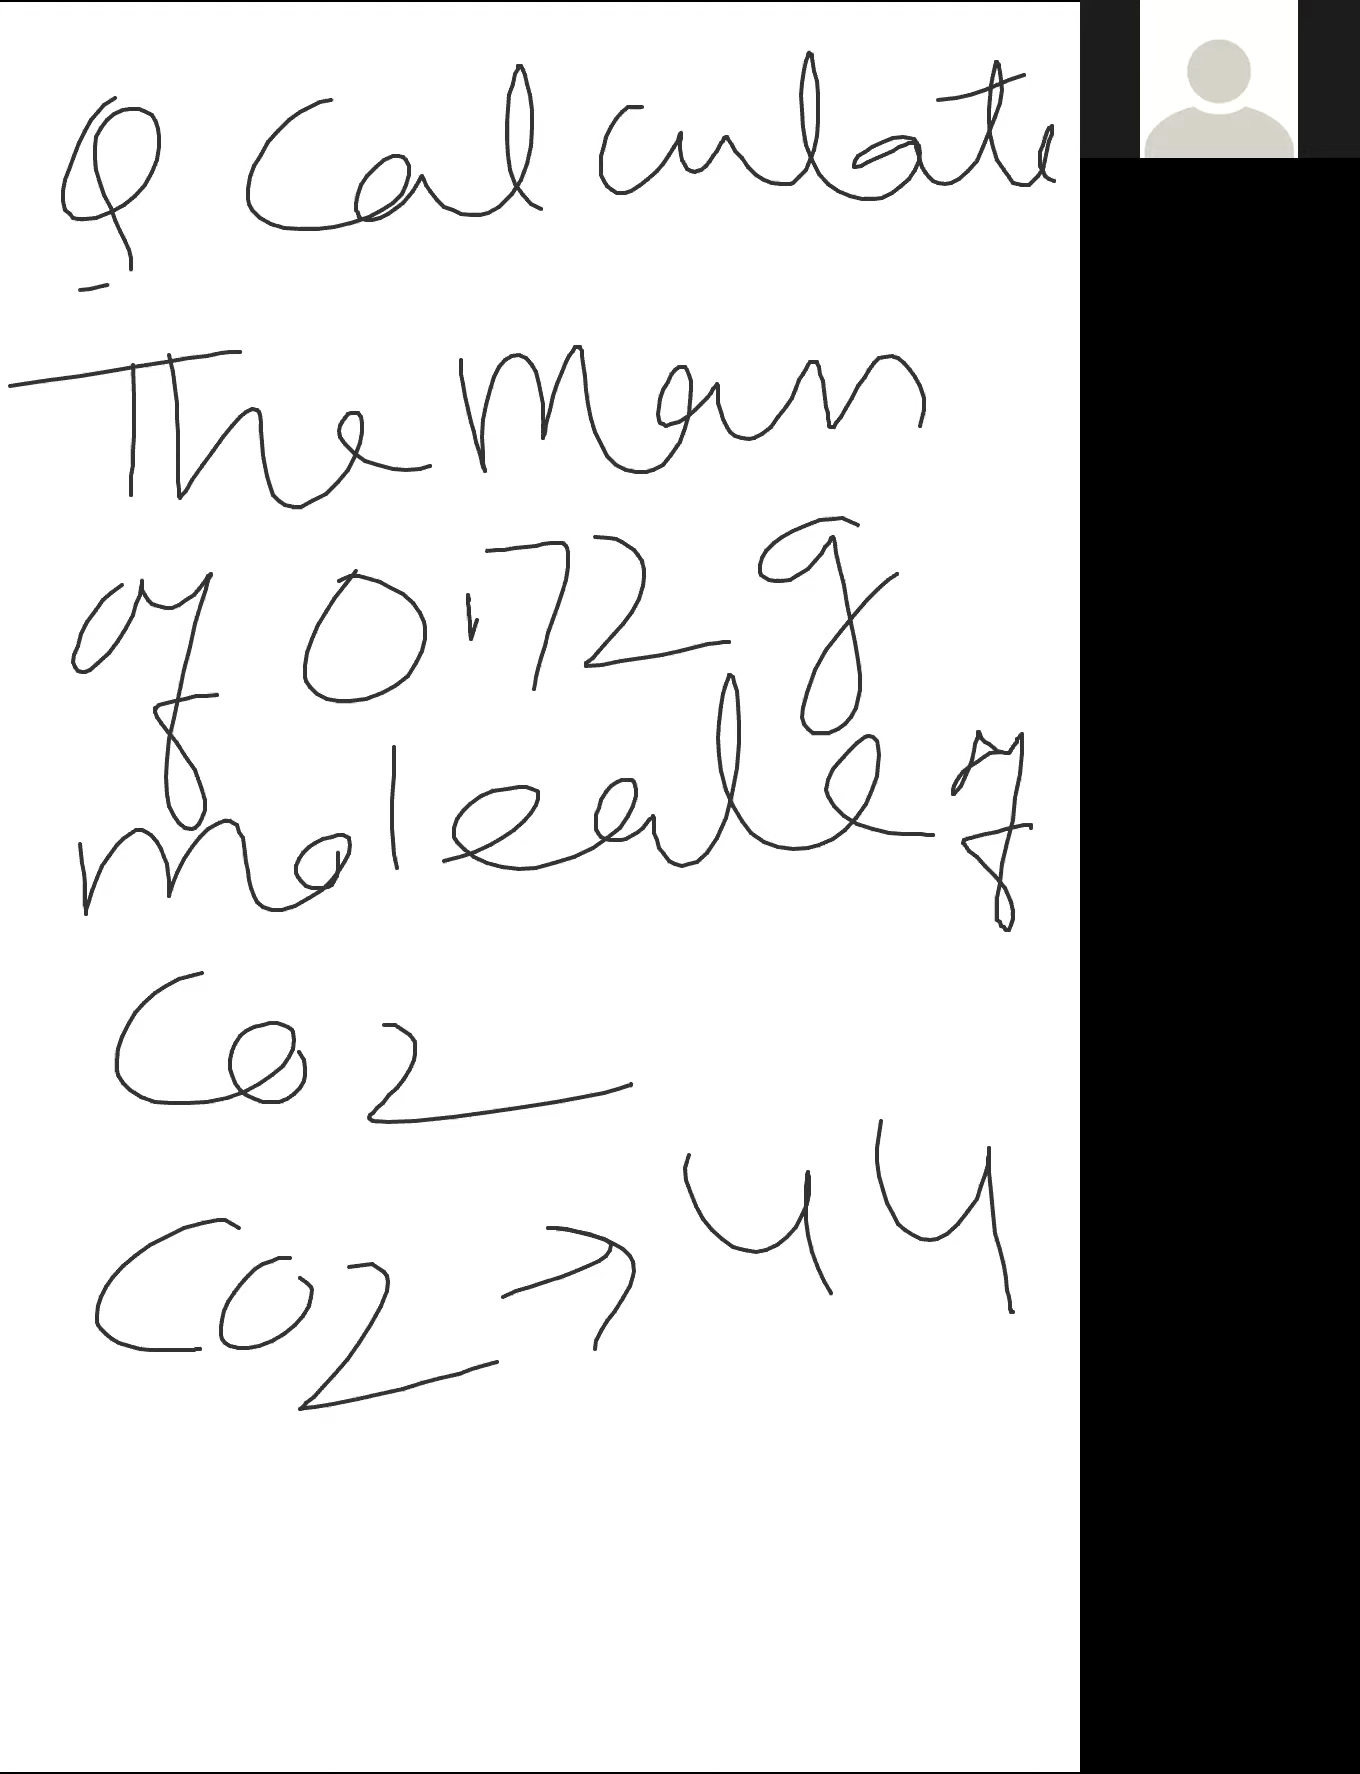 Q Calculate
The Mass
of 0.72 g
molecule of
CO2
CO2 → 44